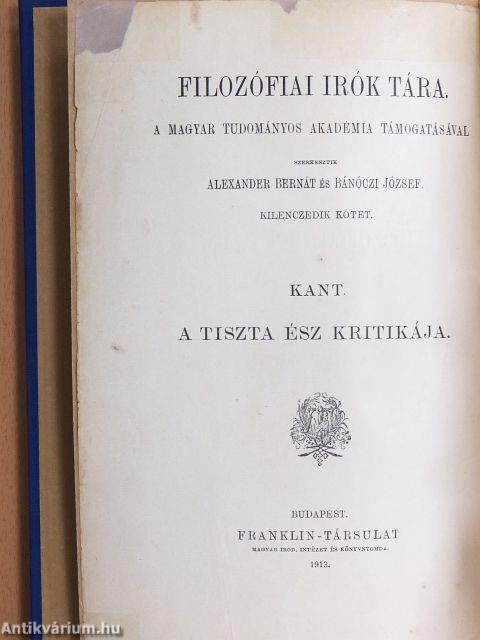 FILOZÓFIAI IRÓK TÁRA.
A MAGYAR TUDOMÁNYOS AKADÉMIA TÁMOGATÁSÁVAL
SZERKESZTIK
ALEXANDER BERNÁT ÉS BÁNÓCZI JÓZSEF.
KILENCZEDIK KÖTET.
KANT.
A TISZTA ÉSZ KRITIKÁJA.
BUDAPEST.
FRANKLIN-TÁRSULAT
MAGYAR IROD. INTÉZET ÉS KÖNYVNYOMDA.
1913.
Antikvárium.hu